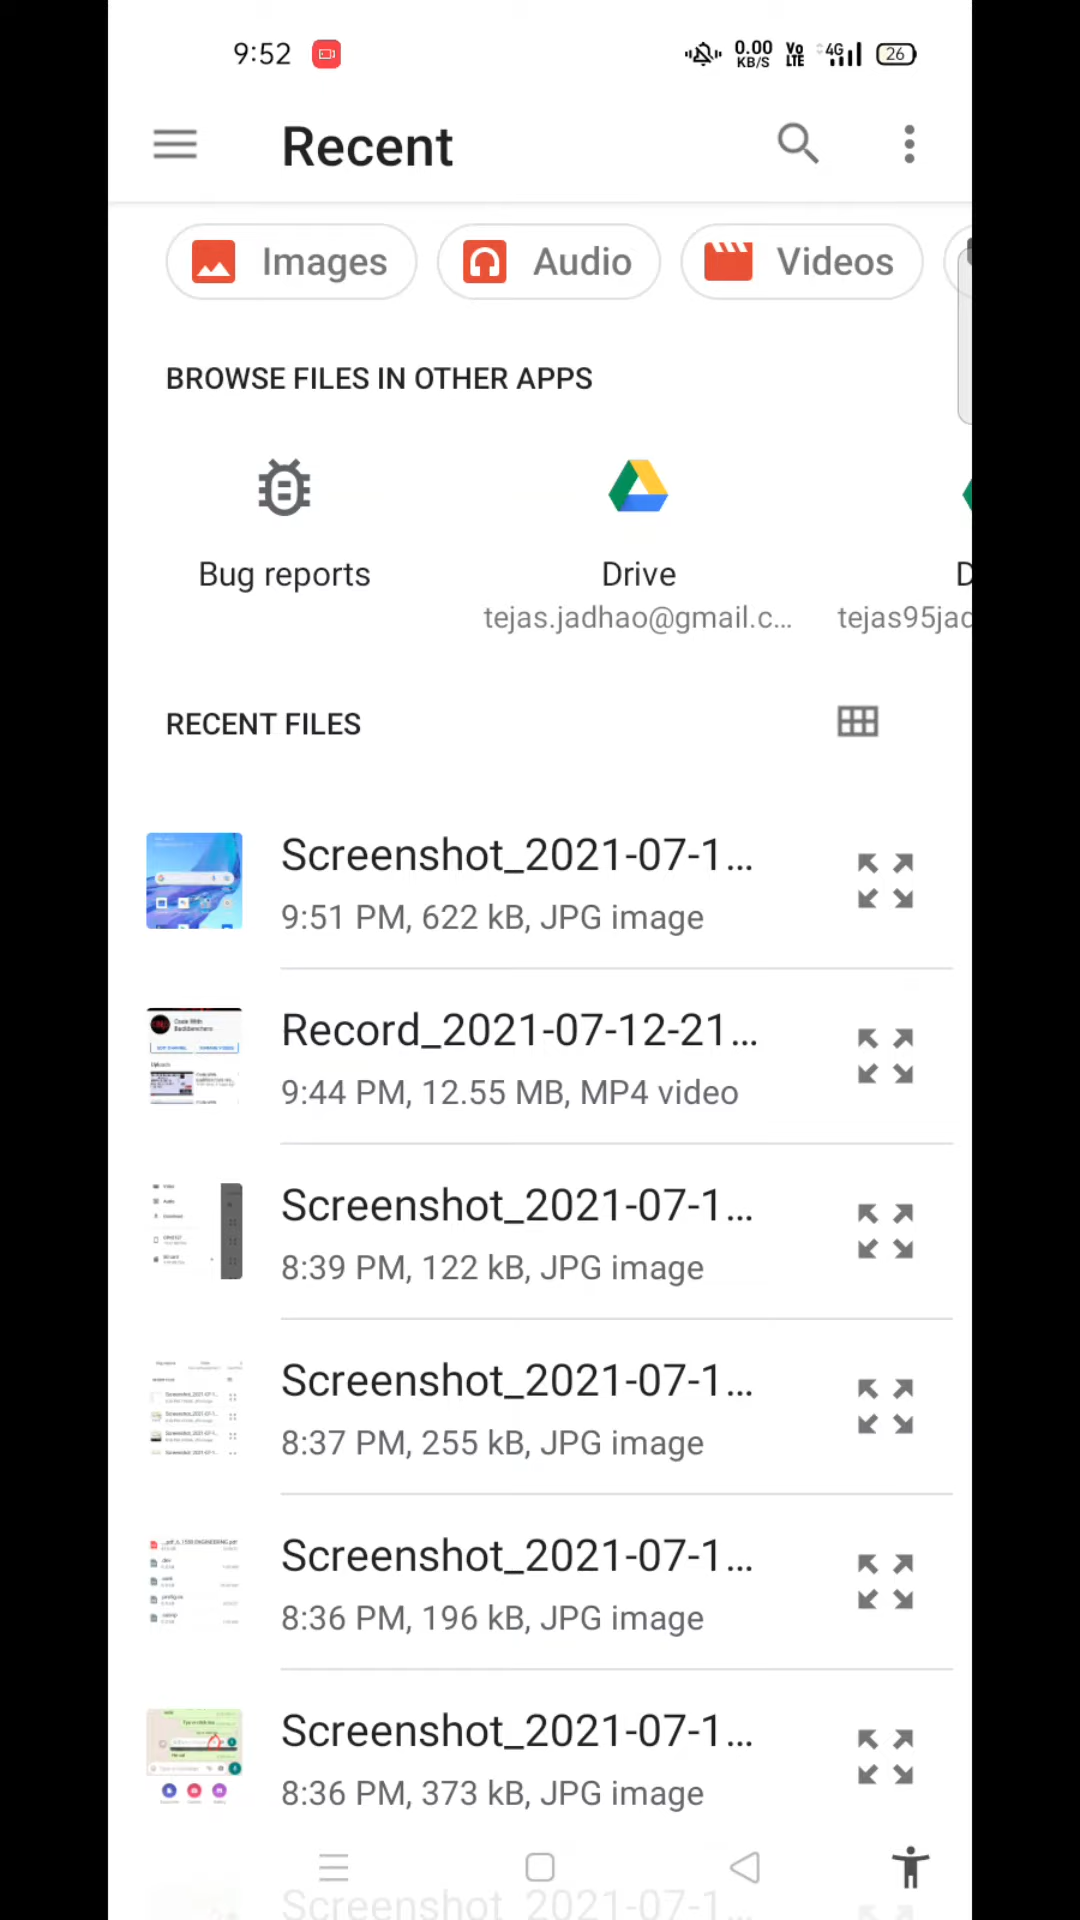 9:52 0.00 KB/S Vo LTE 4G 26
Recent
Images Audio Videos
BROWSE FILES IN OTHER APPS
Bug reports Drive D
tejas.jadhao@gmail.c... tejas95jad
RECENT FILES
Screenshot_2021-07-1...
9:51 PM, 622 kB, JPG image
Record_2021-07-12-21...
9:44 PM, 12.55 MB, MP4 video
Screenshot_2021-07-1...
8:39 PM, 122 kB, JPG image
Screenshot_2021-07-1...
8:37 PM, 255 kB, JPG image
Screenshot_2021-07-1...
8:36 PM, 196 kB, JPG image
Screenshot_2021-07-1...
8:36 PM, 373 kB, JPG image
Screenshot_2021-07-1...